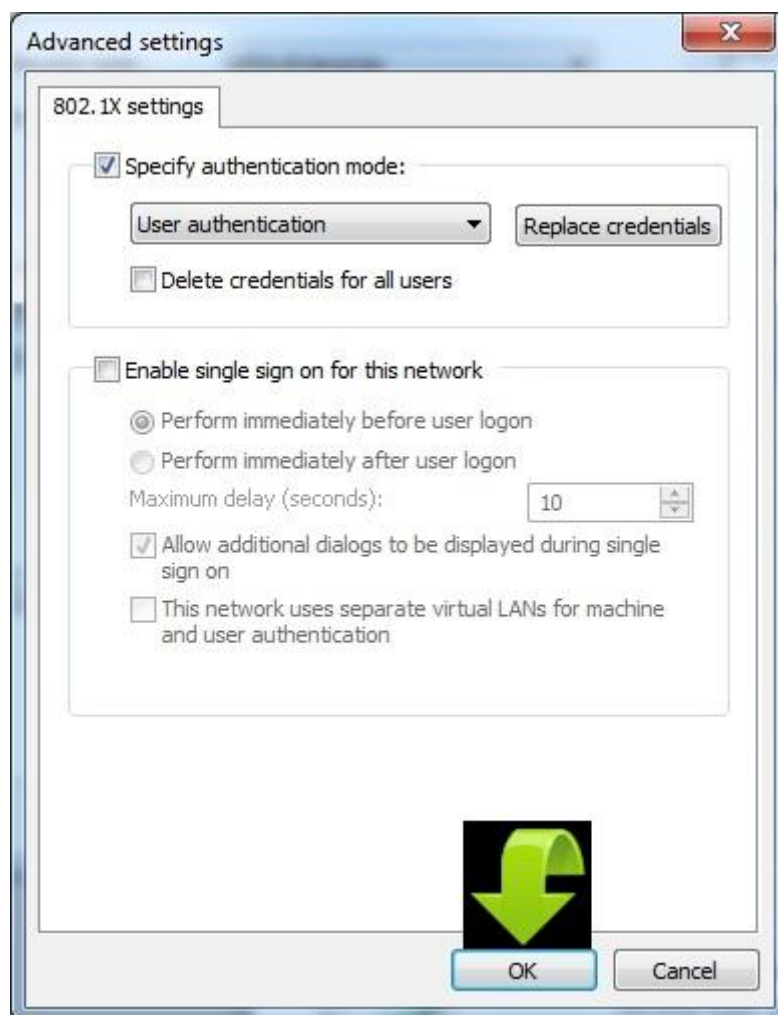 Advanced settings
802.1X settings
Specify authentication mode:
User authentication
Replace credentials
Delete credentials for all users
Enable single sign on for this network
Perform immediately before user logon
Perform immediately after user logon
Maximum delay (seconds):
10
Allow additional dialogs to be displayed during single
sign on
This network uses separate virtual LANs for machine
and user authentication
OK
Cancel